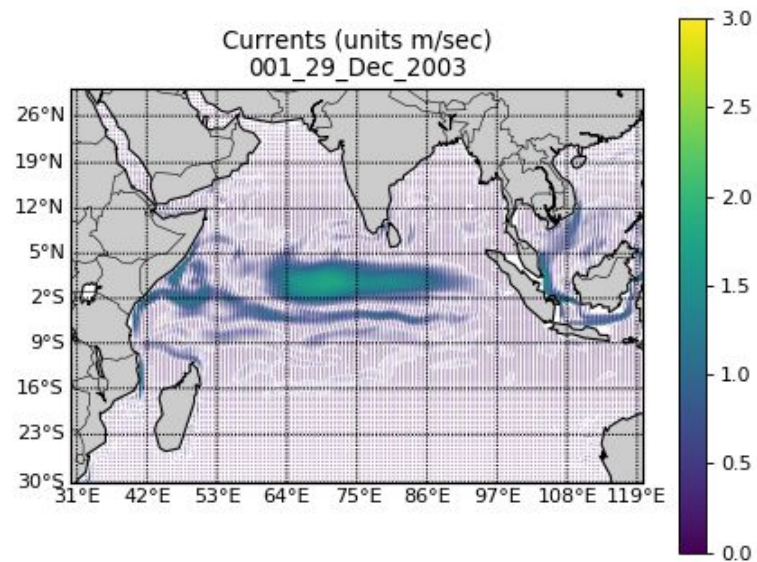 Currents (units m/sec)
001_29_Dec_2003
26°N
19°N
12°N
5°N
2°S
9°S
16°S
23°S
30°S
31°E 42°E 53°E 64°E 75°E 86°E 97°E 108°E 119°E
3.0
2.5
2.0
1.5
1.0
0.5
0.0